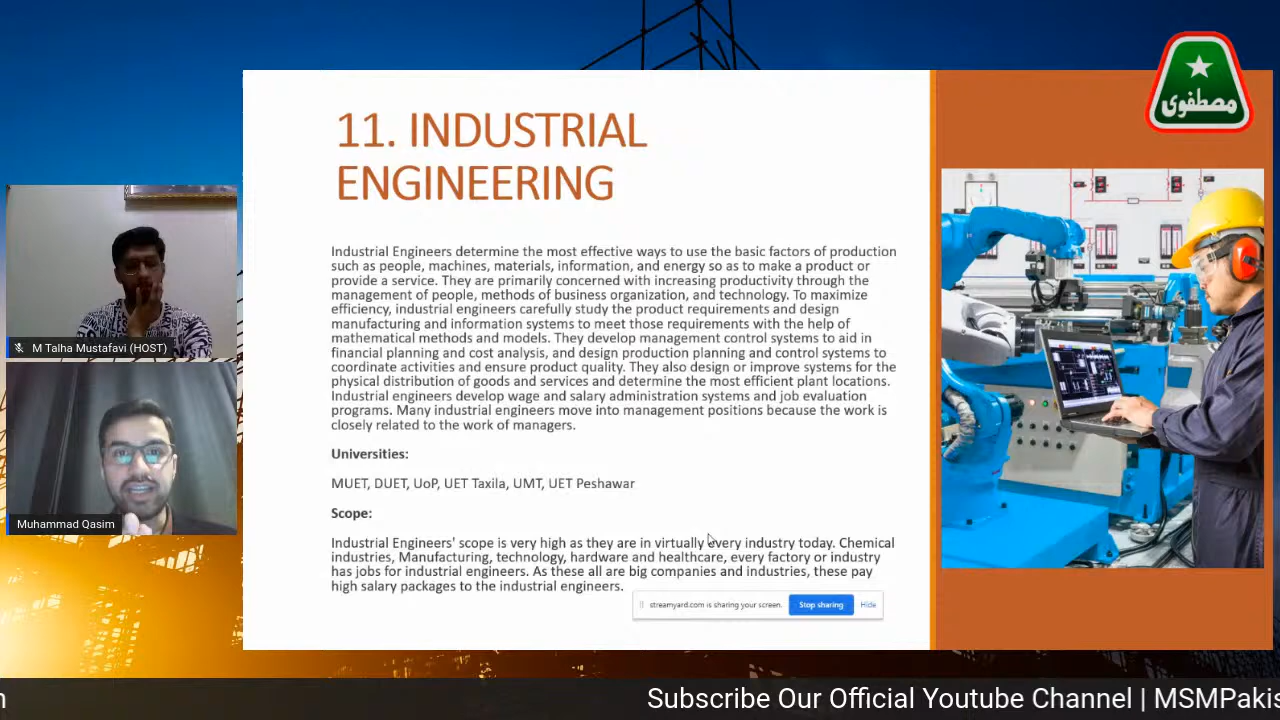 مصطفوی
11. INDUSTRIAL
ENGINEERING
Industrial Engineers determine the most effective ways to use the basic factors of production
such as people, machines, materials, information, and energy so as to make a product or
provide a service. They are primarily concerned with increasing productivity through the
management of people, methods of business organization, and technology. To maximize
efficiency, industrial engineers carefully study the product requirements and design
manufacturing and information systems to meet those requirements with the help of
mathematical methods and models. They develop management control systems to aid in
financial planning and cost analysis, and design production planning and control systems to
coordinate activities and ensure product quality. They also design or improve systems for the
physical distribution of goods and services and determine the most efficient plant locations.
Industrial engineers develop wage and salary administration systems and job evaluation
programs. Many industrial engineers move into management positions because the work is
closely related to the work of managers.
Universities:
MUET, DUET, UoP, UET Taxila, UMT, UET Peshawar
Scope:
Industrial Engineers' scope is very high as they are in virtually every industry today. Chemical
industries, Manufacturing, technology, hardware and healthcare, every factory or industry
has jobs for industrial engineers. As these all are big companies and industries, these pay
high salary packages to the industrial engineers.
streamyard.com is sharing your screen. Stop sharing Hide
M Talha Mustafavi (HOST)
Muhammad Qasim
Subscribe Our Official Youtube Channel | MSMPakis